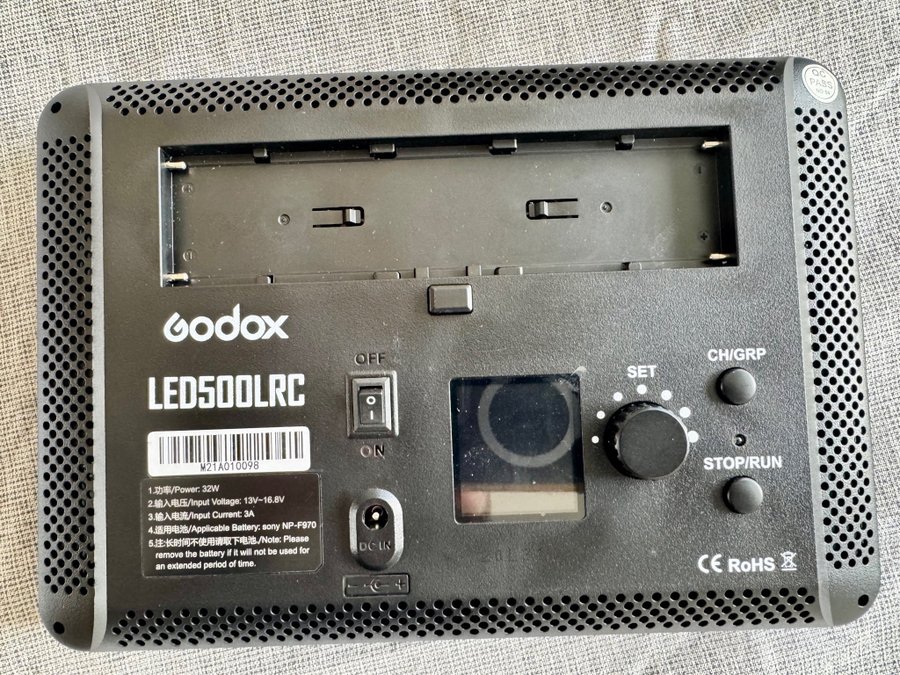 QC
PASS
Godox
LED500LRC
M21A010098
1.功率/Power: 32W
2.输入电压/Input Voltage: 13V~16.8V
3.输入电流/Input Current: 3A
4.适用电池/Applicable Battery: sony NP-F970
5.注:长时间不使用请取下电池./Note: Please
remove the battery if it will not be used for
an extended period of time.
OFF
O
I
ON
DC IN
- +
SET
CH/GRP
STOP/RUN
CE RoHS